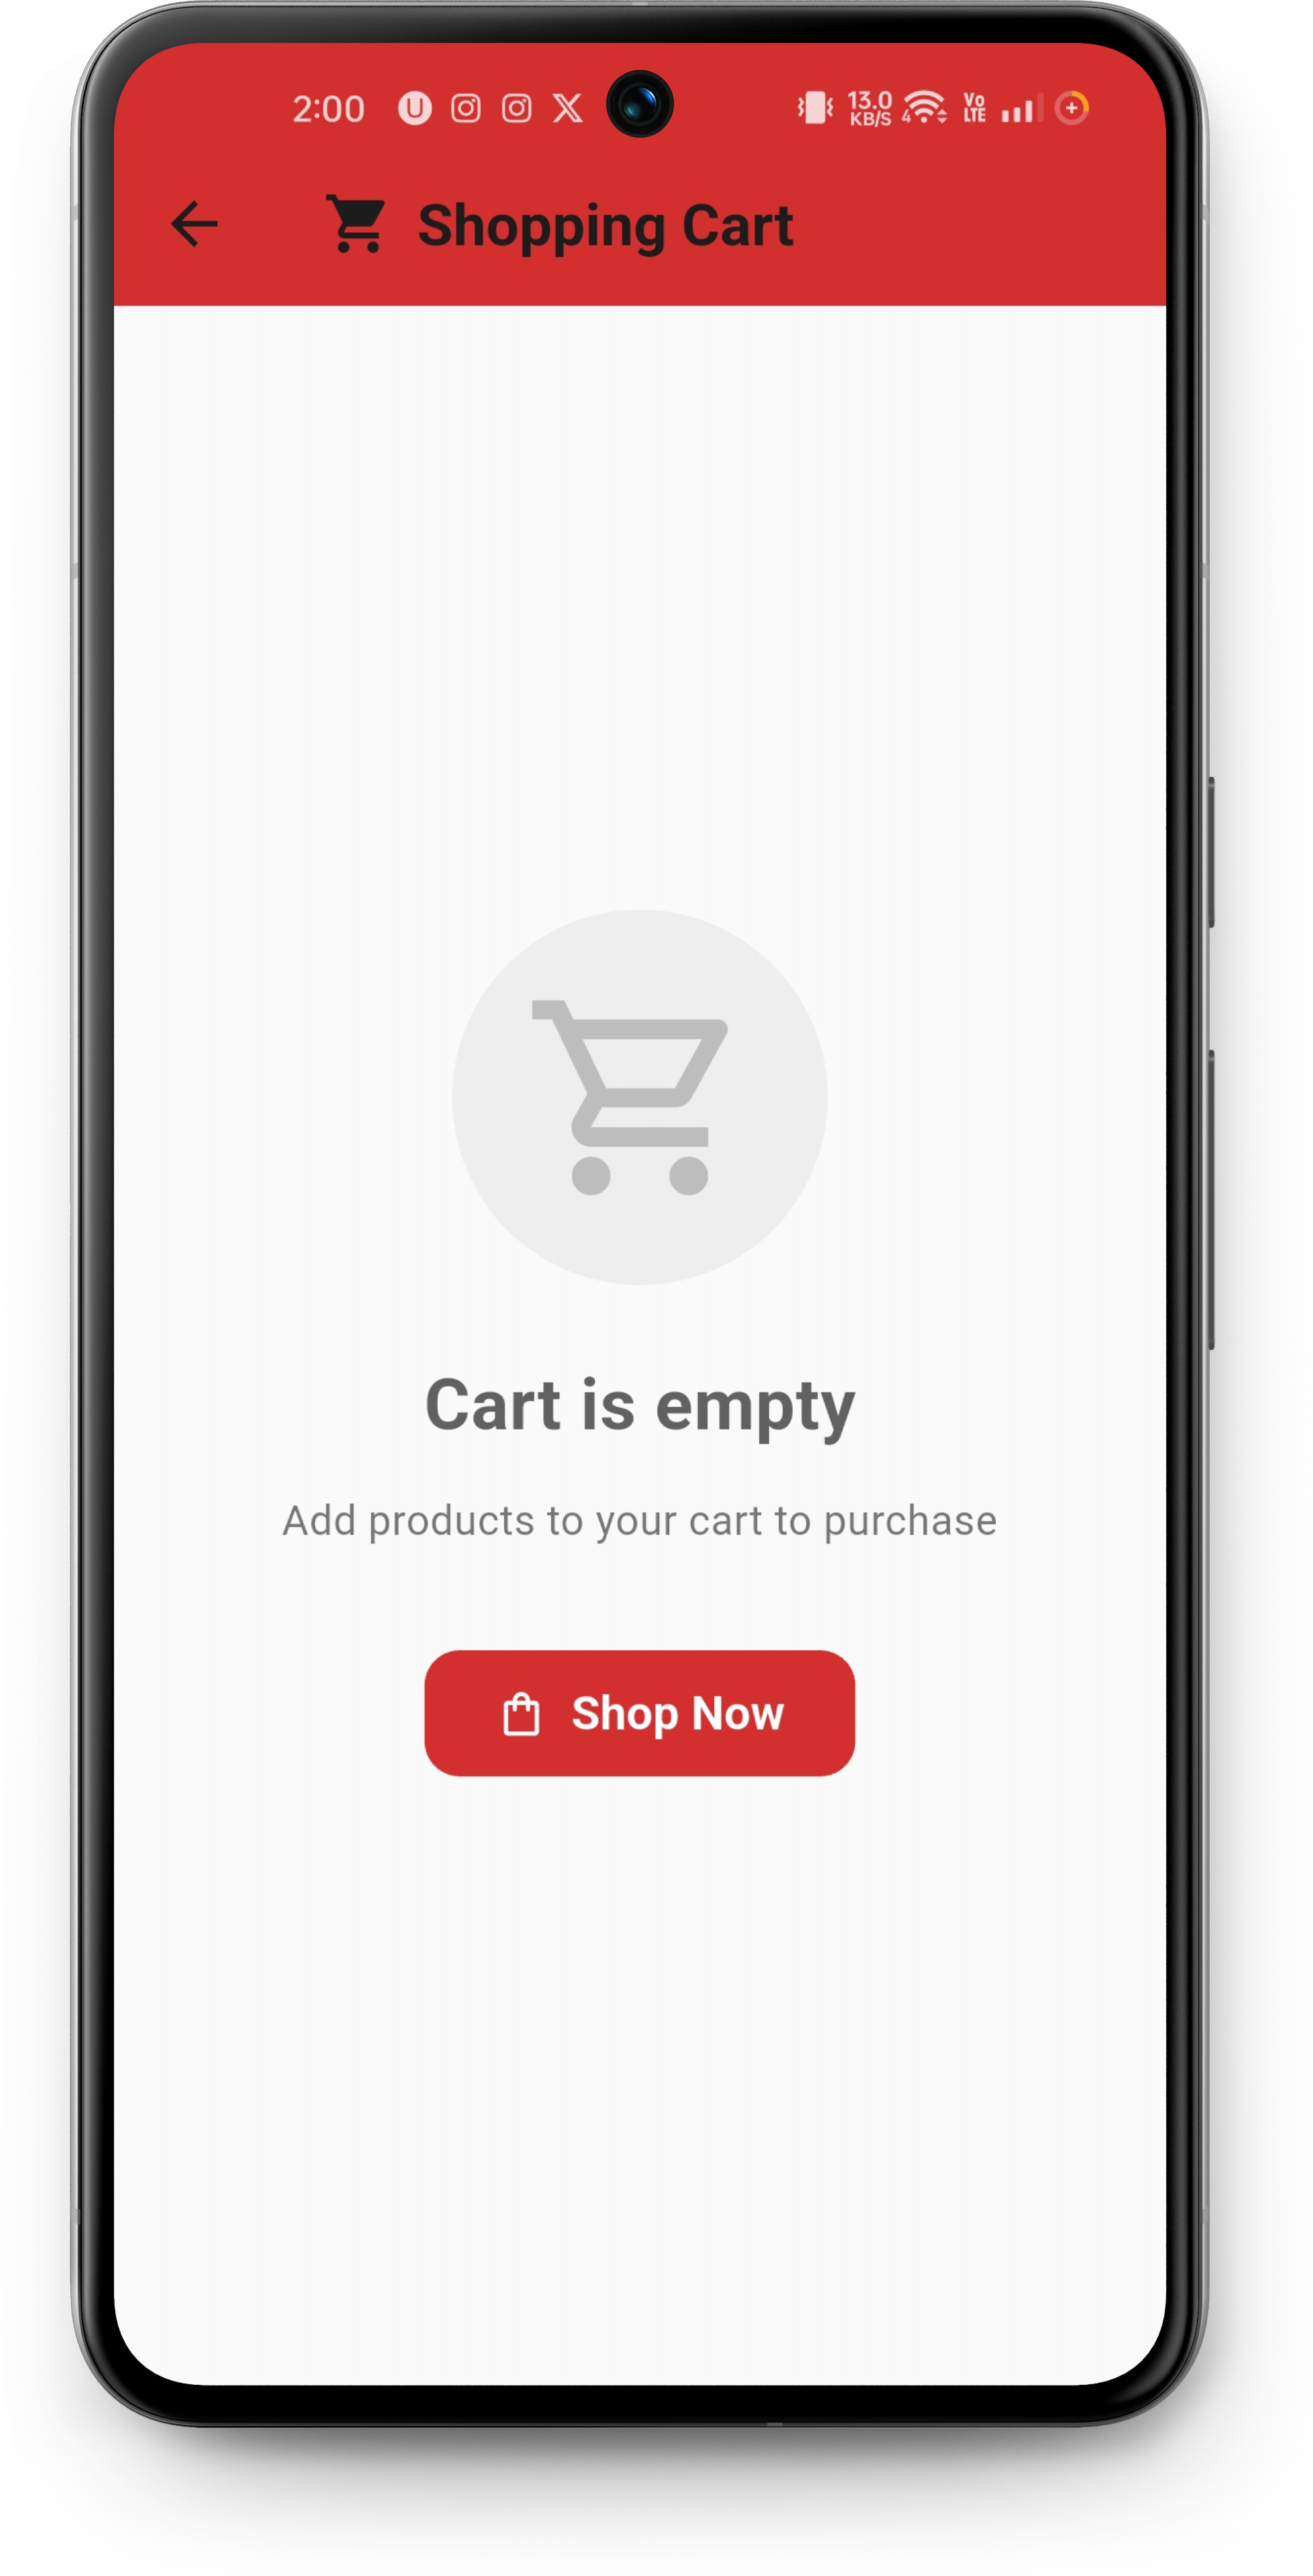 2:00 U 13.0 KB/S 4 Vo LTE
Shopping Cart
Cart is empty
Add products to your cart to purchase
Shop Now